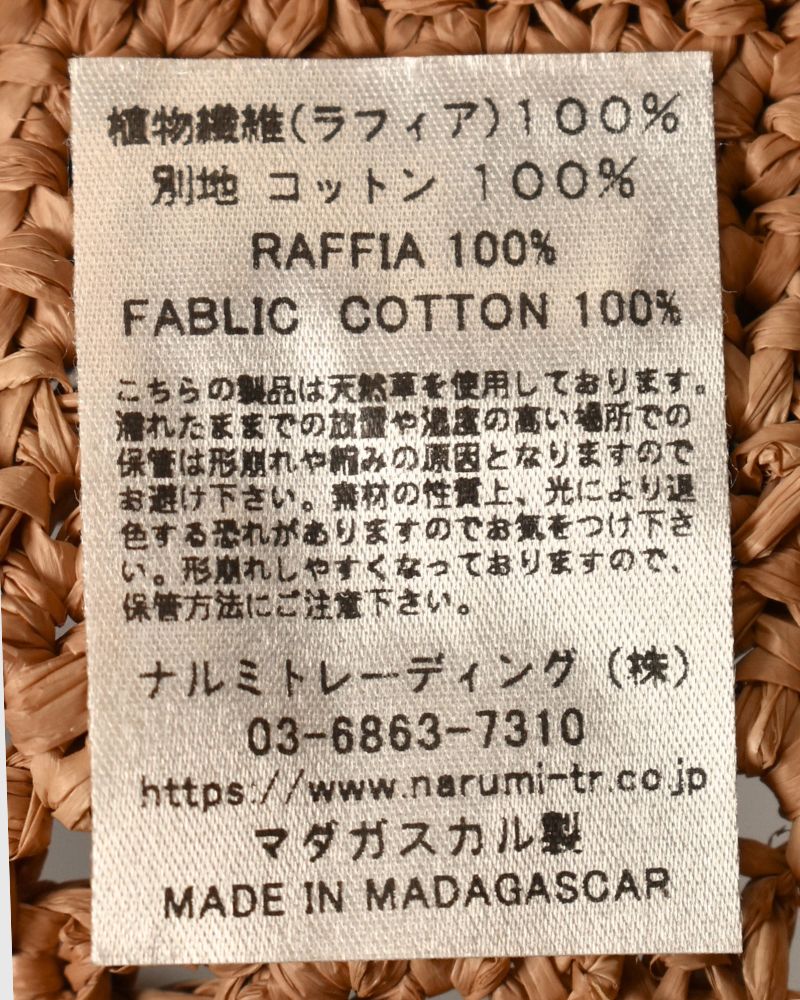 植物繊維(ラフィア)100%
別地 コットン 100%
RAFFIA 100%
FABLIC COTTON 100%
こちらの製品は天然草を使用しております。
濡れたままでの放置や湿度の高い場所での
保管は形崩れや縮みの原因となりますので
お避け下さい。素材の性質上、光により退
色する恐れがありますのでお気をつけ下さ
い。形崩れしやすくなっておりますので、
保管方法にご注意下さい。
ナルミトレーディング(株)
03-6863-7310
https://www.narumi-tr.co.jp
マダガスカル製
MADE IN MADAGASCAR